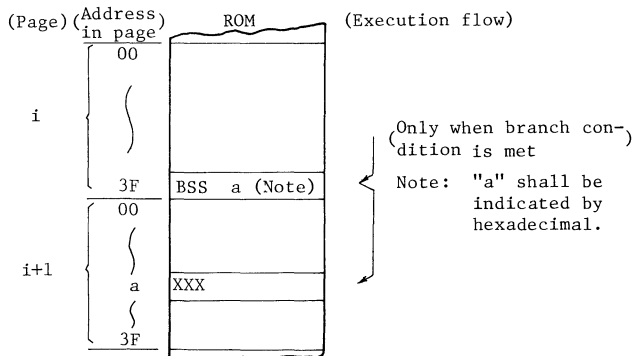 (Page) (Address in page) ROM (Execution flow)
00
i
(Only when branch con-
dition is met)
3F BSS a (Note)
Note: "a" shall be
indicated by
hexadecimal.
00
i+1
a XXX
3F